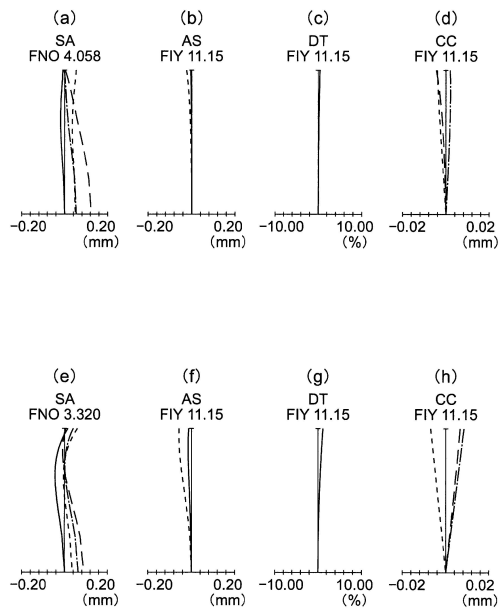 (a) (b) (c) (d)
SA AS DT CC
FNO 4.058 FIY 11.15 FIY 11.15 FIY 11.15
−0.20 0.20 −0.20 0.20 −10.00 10.00 −0.02 0.02
(mm) (mm) (%) (mm)
(e) (f) (g) (h)
SA AS DT CC
FNO 3.320 FIY 11.15 FIY 11.15 FIY 11.15
−0.20 0.20 −0.20 0.20 −10.00 10.00 −0.02 0.02
(mm) (mm) (%) (mm)